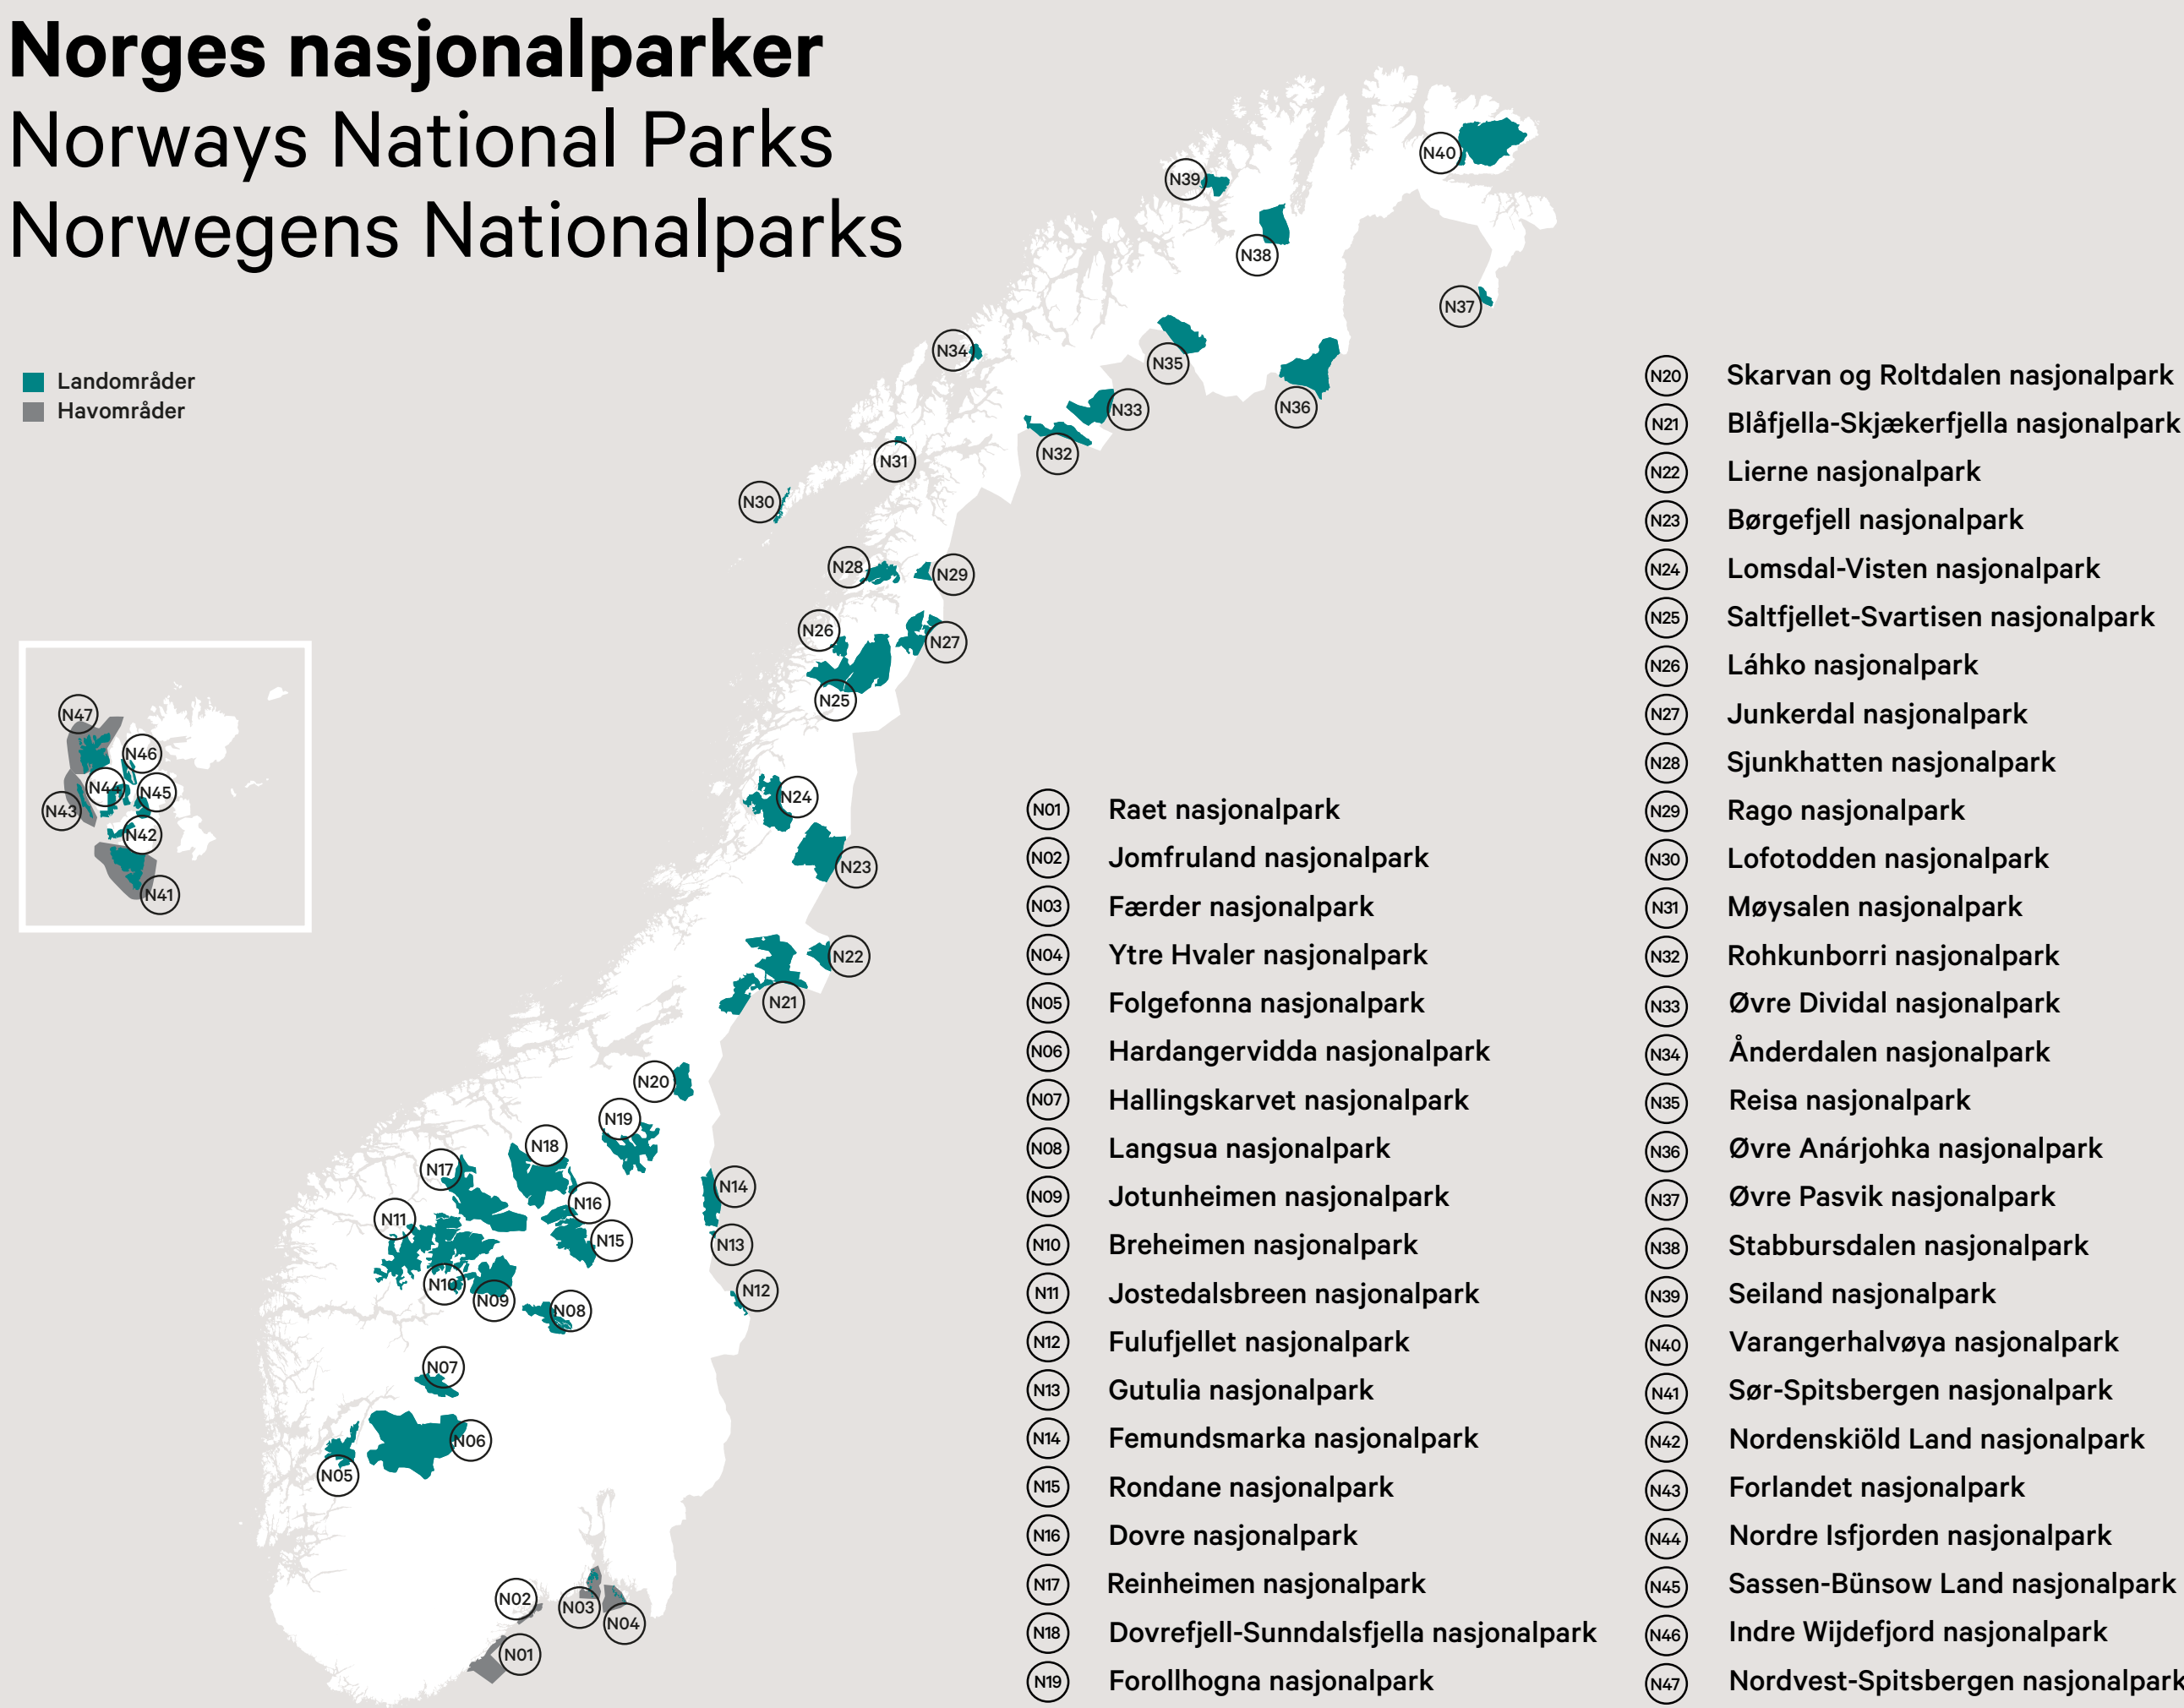 Norges nasjonalparker
Norways National Parks
Norwegens Nationalparks
Landområder
Havområder
N40
N39
N38
N37
N34
N35
N36
N33
N32
N31
N30
N28
N29
N26
N27
N25
N24
N23
N22
N21
N20
N19
N18
N17
N16
N14
N11
N15
N13
N10
N09
N12
N08
N07
N06
N05
N02
N03
N04
N01
N47
N46
N44
N45
N43
N42
N41
N01 Raet nasjonalpark
N02 Jomfruland nasjonalpark
N03 Færder nasjonalpark
N04 Ytre Hvaler nasjonalpark
N05 Folgefonna nasjonalpark
N06 Hardangervidda nasjonalpark
N07 Hallingskarvet nasjonalpark
N08 Langsua nasjonalpark
N09 Jotunheimen nasjonalpark
N10 Breheimen nasjonalpark
N11 Jostedalsbreen nasjonalpark
N12 Fulufjellet nasjonalpark
N13 Gutulia nasjonalpark
N14 Femundsmarka nasjonalpark
N15 Rondane nasjonalpark
N16 Dovre nasjonalpark
N17 Reinheimen nasjonalpark
N18 Dovrefjell-Sunndalsfjella nasjonalpark
N19 Forollhogna nasjonalpark
N20 Skarvan og Roltdalen nasjonalpark
N21 Blåfjella-Skjækerfjella nasjonalpark
N22 Lierne nasjonalpark
N23 Børgefjell nasjonalpark
N24 Lomsdal-Visten nasjonalpark
N25 Saltfjellet-Svartisen nasjonalpark
N26 Láhko nasjonalpark
N27 Junkerdal nasjonalpark
N28 Sjunkhatten nasjonalpark
N29 Rago nasjonalpark
N30 Lofotodden nasjonalpark
N31 Møysalen nasjonalpark
N32 Rohkunborri nasjonalpark
N33 Øvre Dividal nasjonalpark
N34 Ånderdalen nasjonalpark
N35 Reisa nasjonalpark
N36 Øvre Anárjohka nasjonalpark
N37 Øvre Pasvik nasjonalpark
N38 Stabbursdalen nasjonalpark
N39 Seiland nasjonalpark
N40 Varangerhalvøya nasjonalpark
N41 Sør-Spitsbergen nasjonalpark
N42 Nordenskiöld Land nasjonalpark
N43 Forlandet nasjonalpark
N44 Nordre Isfjorden nasjonalpark
N45 Sassen-Bünsow Land nasjonalpark
N46 Indre Wijdefjord nasjonalpark
N47 Nordvest-Spitsbergen nasjonalpark